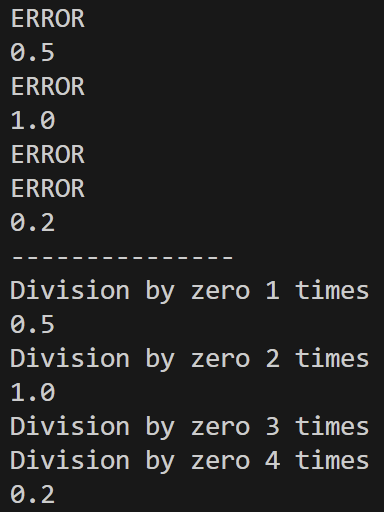 ERROR
0.5
ERROR
1.0
ERROR
ERROR
0.2
---------------
Division by zero 1 times
0.5
Division by zero 2 times
1.0
Division by zero 3 times
Division by zero 4 times
0.2